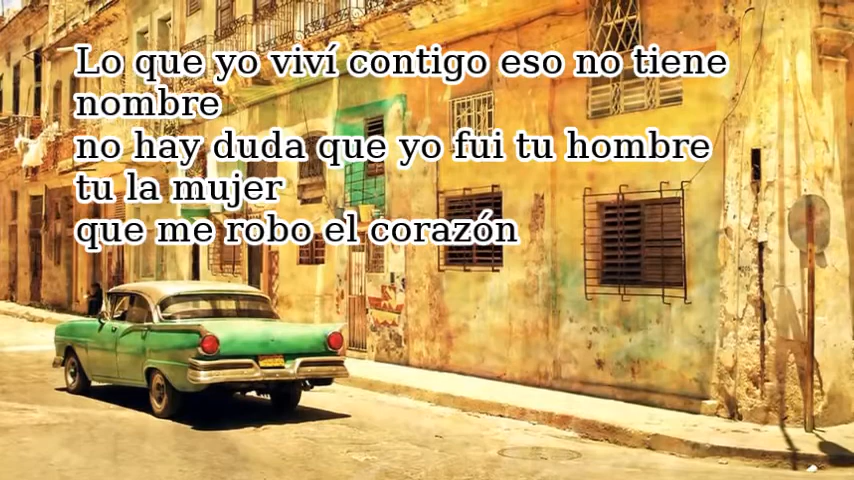 Lo que yo viví contigo eso no tiene
nombre
no hay duda que yo fui tu hombre
tu la mujer
que me robo el corazón